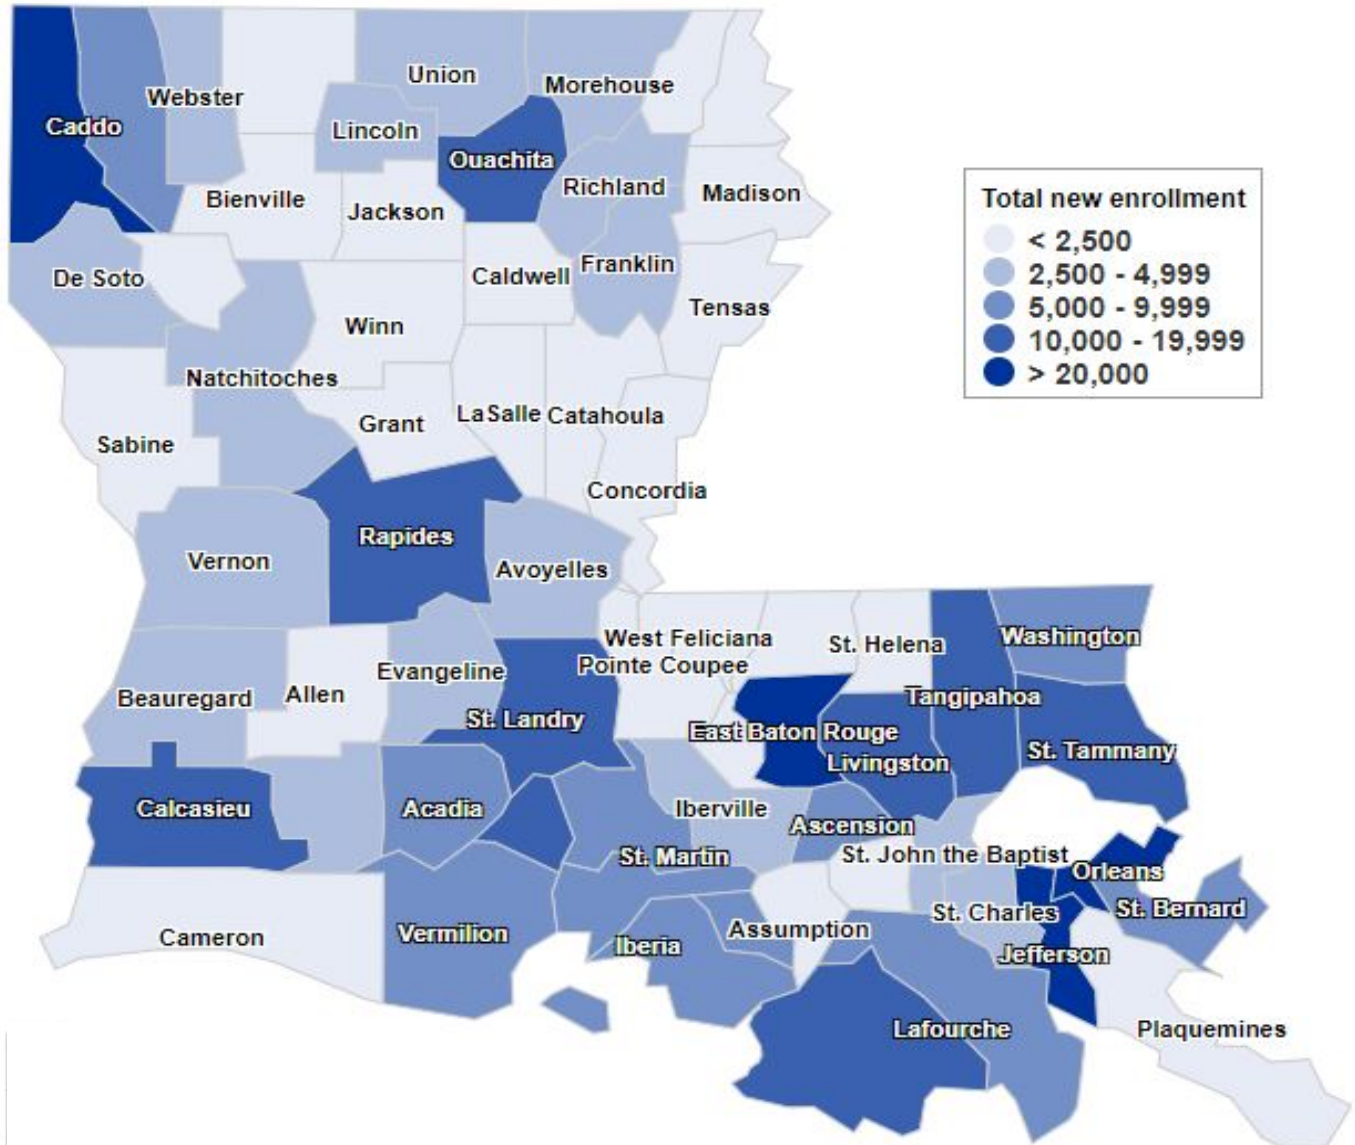 Union
Morehouse
Webster
Caddo
Lincoln
Ouachita
Richland
Madison
Bienville
Jackson
Total new enrollment
< 2,500
2,500 - 4,999
5,000 - 9,999
10,000 - 19,999
> 20,000
De Soto
Caldwell
Franklin
Tensas
Winn
Natchitoches
Grant
LaSalle
Catahoula
Sabine
Concordia
Rapides
Vernon
Avoyelles
West Feliciana
St. Helena
Washington
Pointe Coupee
Evangeline
Beauregard
Allen
Tangipahoa
St. Landry
East Baton Rouge
St. Tammany
Livingston
Calcasieu
Acadia
Iberville
Ascension
St. Martin
St. John the Baptist
Orleans
St. Charles
St. Bernard
Cameron
Vermilion
Iberia
Assumption
Jefferson
Lafourche
Plaquemines